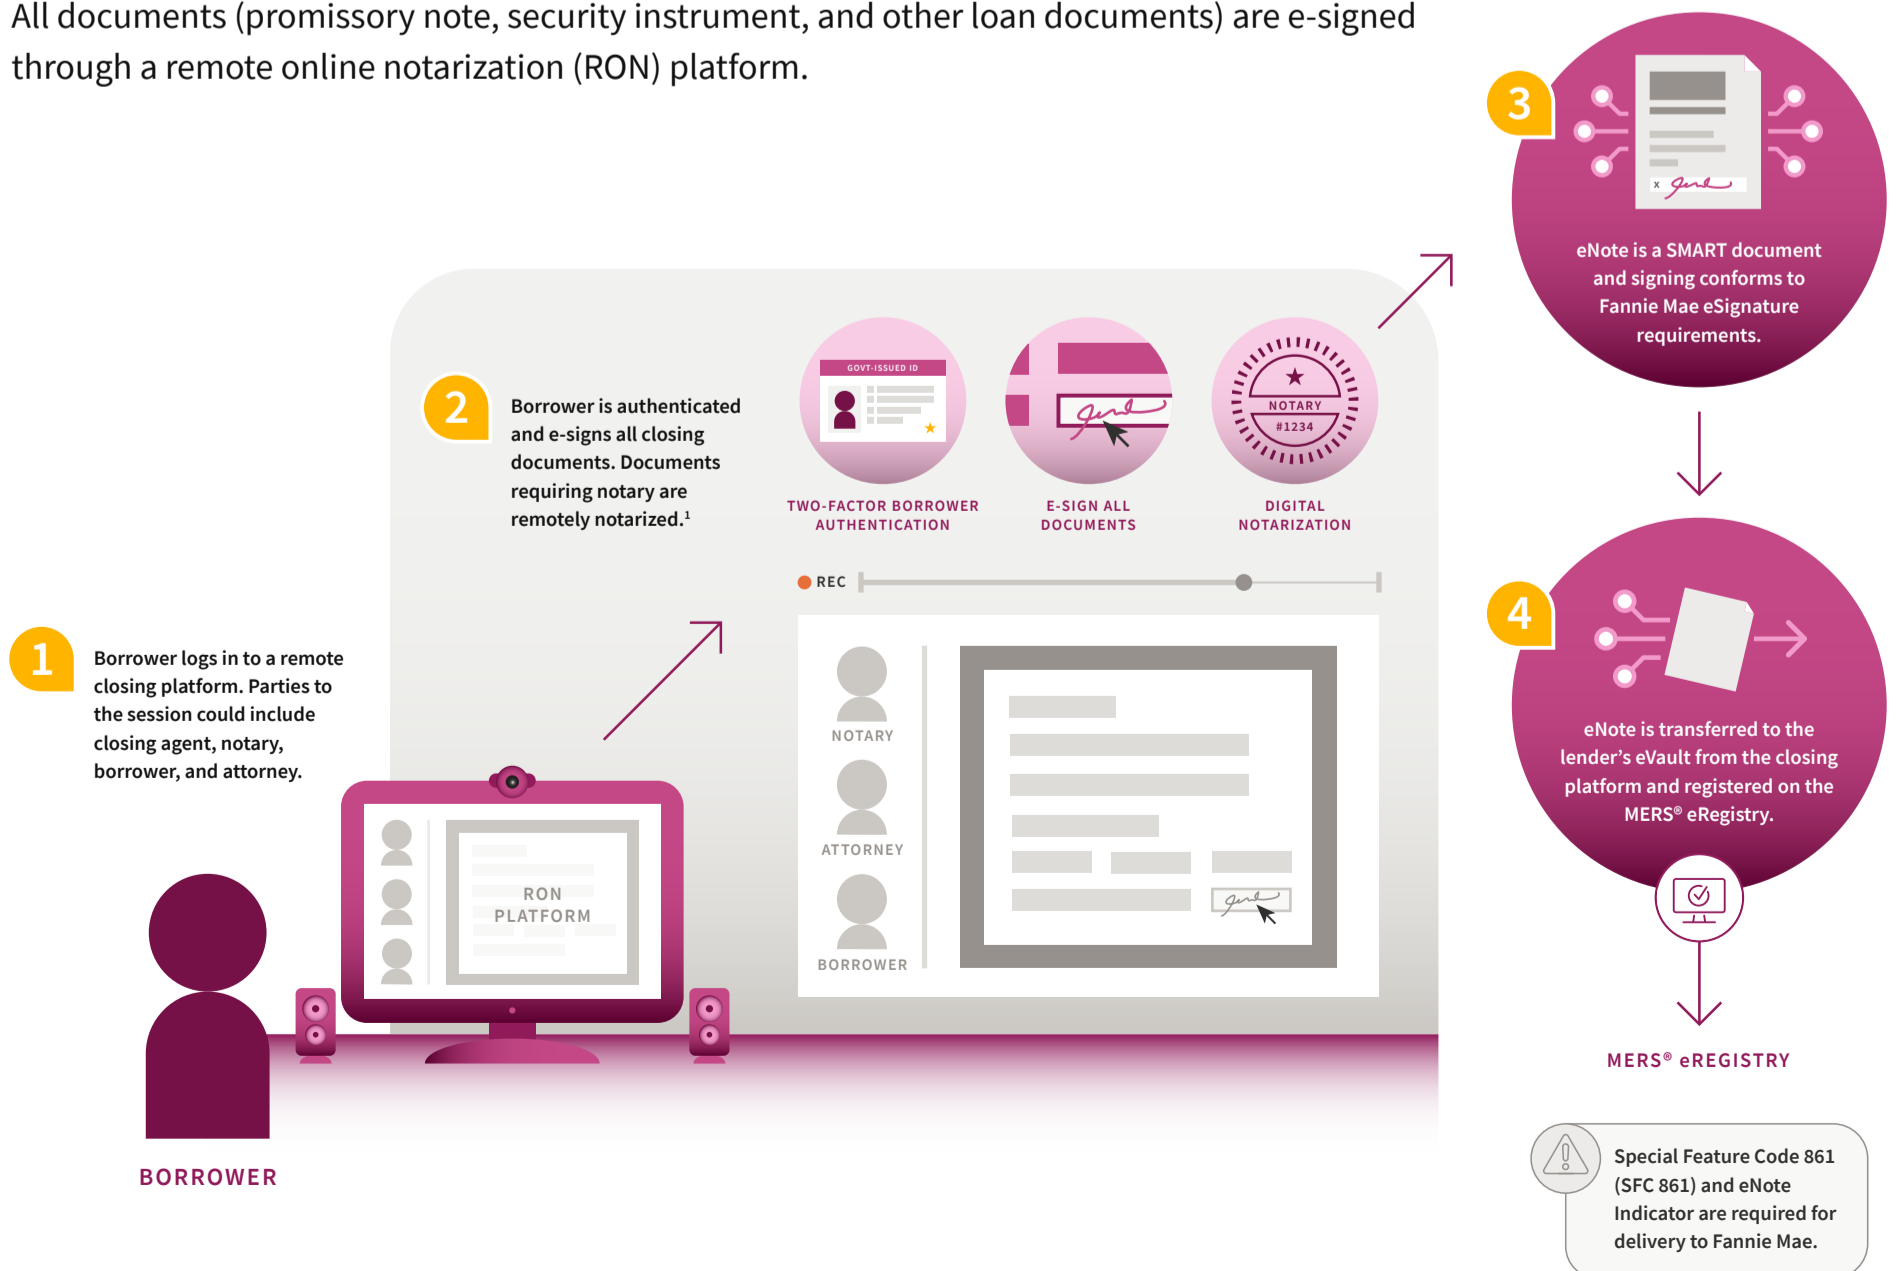 All documents (promissory note, security instrument, and other loan documents) are e-signed
through a remote online notarization (RON) platform.
1
Borrower logs in to a remote
closing platform. Parties to
the session could include
closing agent, notary,
borrower, and attorney.
RON
PLATFORM
BORROWER
2
Borrower is authenticated
and e-signs all closing
documents. Documents
requiring notary are
remotely notarized.¹
GOVT-ISSUED ID
TWO-FACTOR BORROWER
AUTHENTICATION
E-SIGN ALL
DOCUMENTS
NOTARY
#1234
DIGITAL
NOTARIZATION
REC
NOTARY
ATTORNEY
BORROWER
3
x
eNote is a SMART document
and signing conforms to
Fannie Mae eSignature
requirements.
4
eNote is transferred to the
lender’s eVault from the closing
platform and registered on the
MERS® eRegistry.
MERS® eREGISTRY
Special Feature Code 861
(SFC 861) and eNote
Indicator are required for
delivery to Fannie Mae.